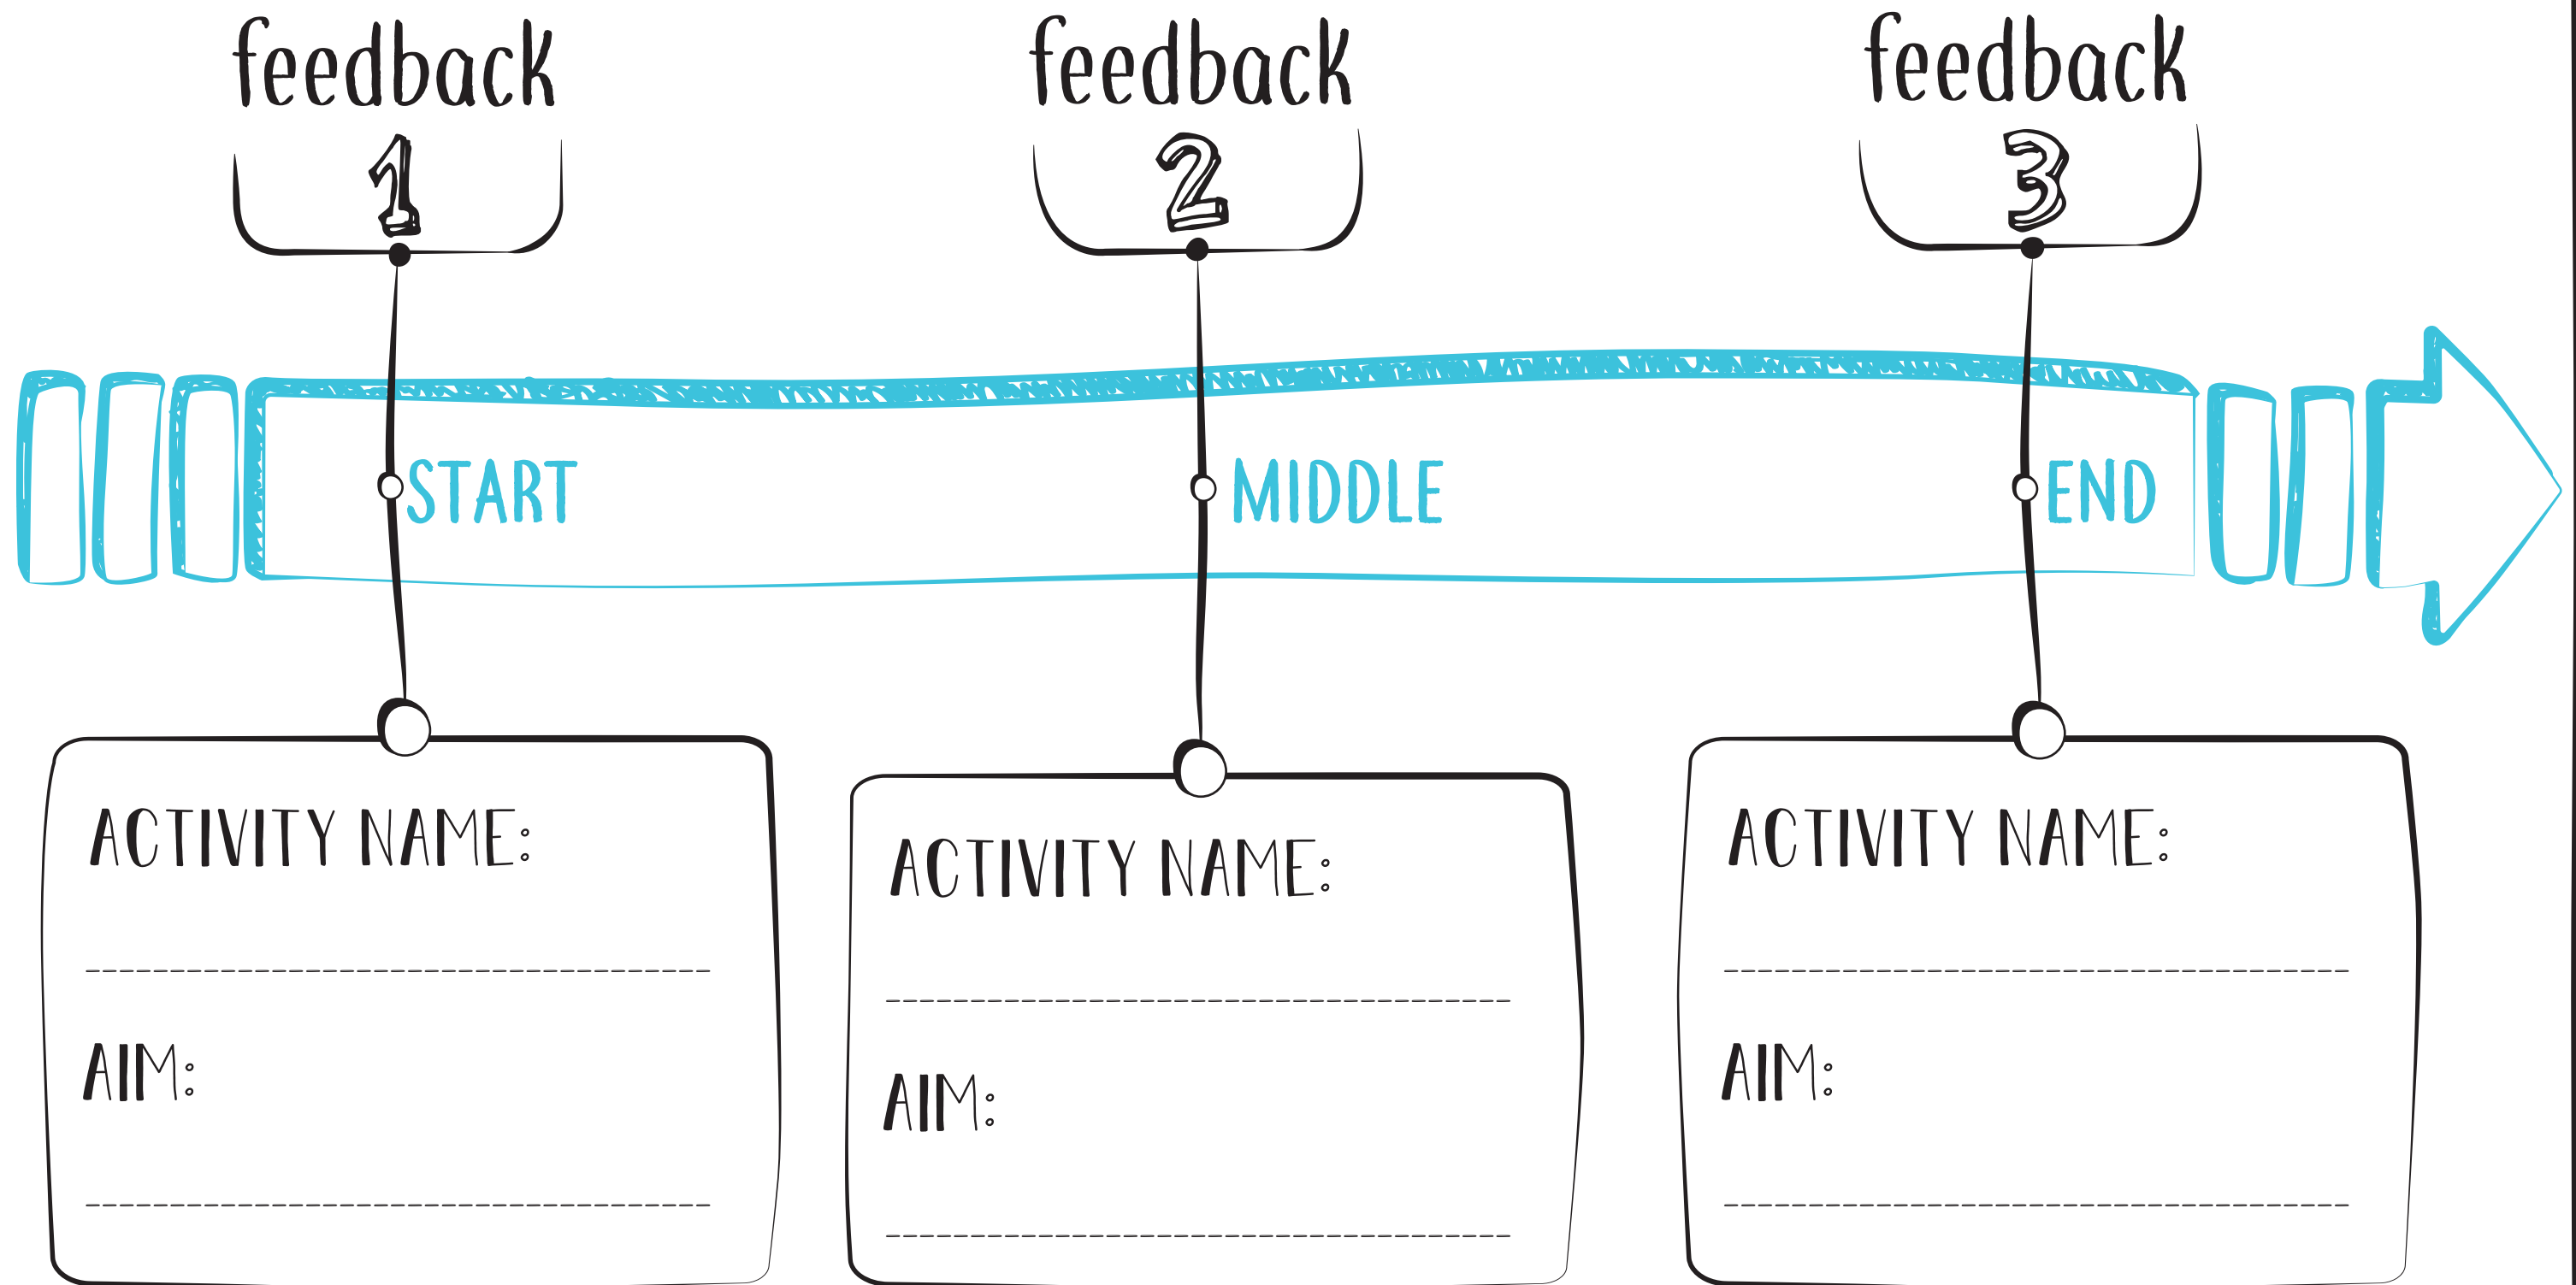 feedback
1
feedback
2
feedback
3
START
MIDDLE
END
ACTIVITY NAME:
AIM:
ACTIVITY NAME:
AIM:
ACTIVITY NAME:
AIM: